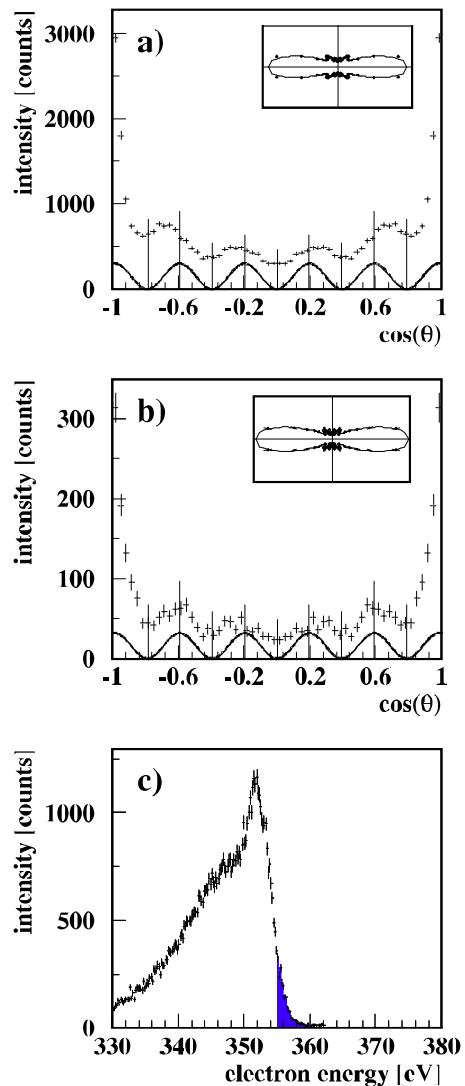 a)
intensity [counts]
3000
2000
1000
0
-1 -0.6 -0.2 0.2 0.6 1
cos(θ)
b)
intensity [counts]
300
200
100
0
-1 -0.6 -0.2 0.2 0.6 1
cos(θ)
c)
intensity [counts]
1000
500
0
330 340 350 360 370 380
electron energy [eV]